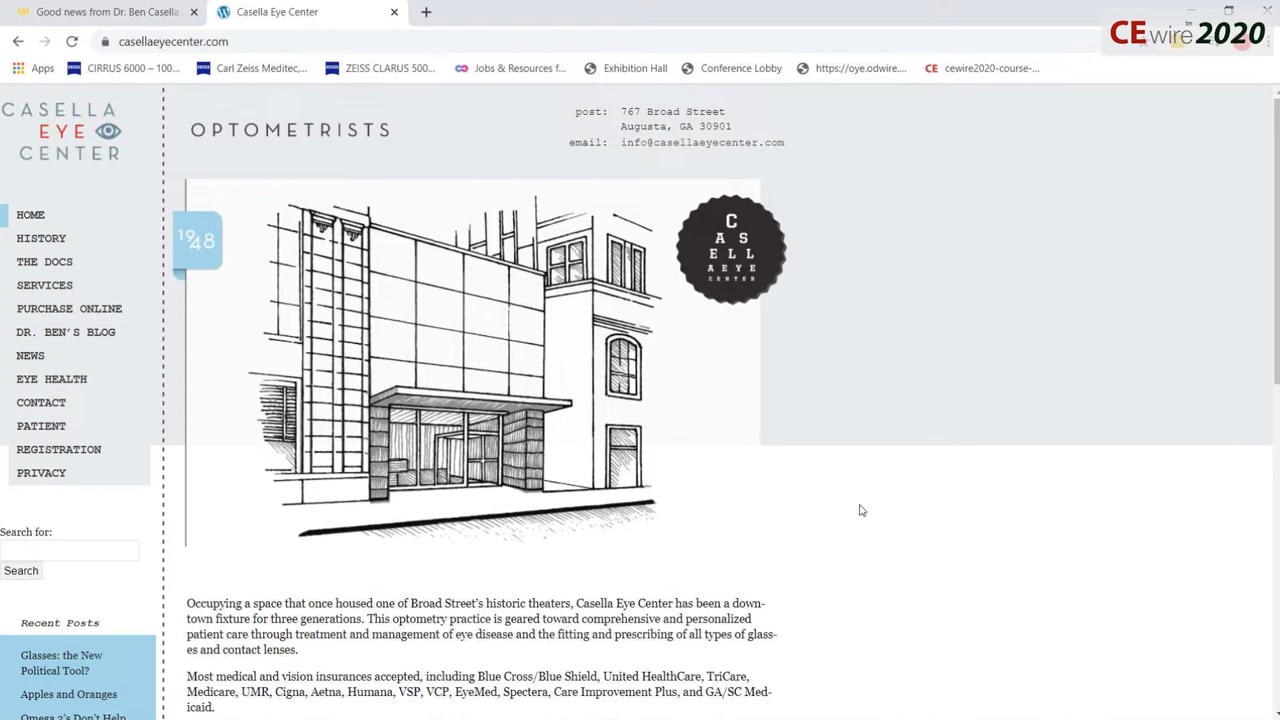 Good news from Dr. Ben Casella
Casella Eye Center
casellaeyecenter.com
CEwire™2020
Apps
CIRRUS 6000 – 100...
Carl Zeiss Meditec,...
ZEISS CLARUS 500...
Jobs & Resources f...
Exhibition Hall
Conference Lobby
https://oye.odwire....
CE cewire2020-course-...
CASELLA
EYE
CENTER
OPTOMETRISTS
post: 767 Broad Street
Augusta, GA 30901
email: info@casellaeyecenter.com
HOME
HISTORY
THE DOCS
SERVICES
PURCHASE ONLINE
DR. BEN'S BLOG
NEWS
EYE HEALTH
CONTACT
PATIENT
REGISTRATION
PRIVACY
1948
C
A S
E L L
A E Y E
C E N T E R
Search for:
Search
Recent Posts
Glasses: the New
Political Tool?
Apples and Oranges
Omega 3's Don't Help
Occupying a space that once housed one of Broad Street's historic theaters, Casella Eye Center has been a down-
town fixture for three generations. This optometry practice is geared toward comprehensive and personalized
patient care through treatment and management of eye disease and the fitting and prescribing of all types of glass-
es and contact lenses.
Most medical and vision insurances accepted, including Blue Cross/Blue Shield, United HealthCare, TriCare,
Medicare, UMR, Cigna, Aetna, Humana, VSP, VCP, EyeMed, Spectera, Care Improvement Plus, and GA/SC Med-
icaid.